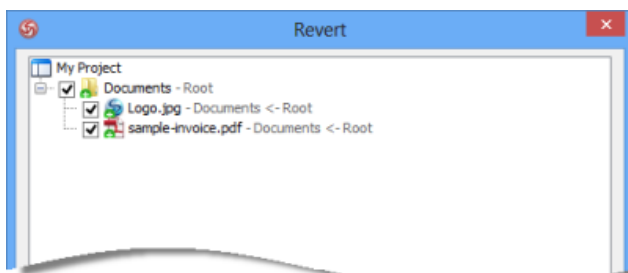 Revert
My Project
Documents - Root
Logo.jpg - Documents <- Root
sample-invoice.pdf - Documents <- Root